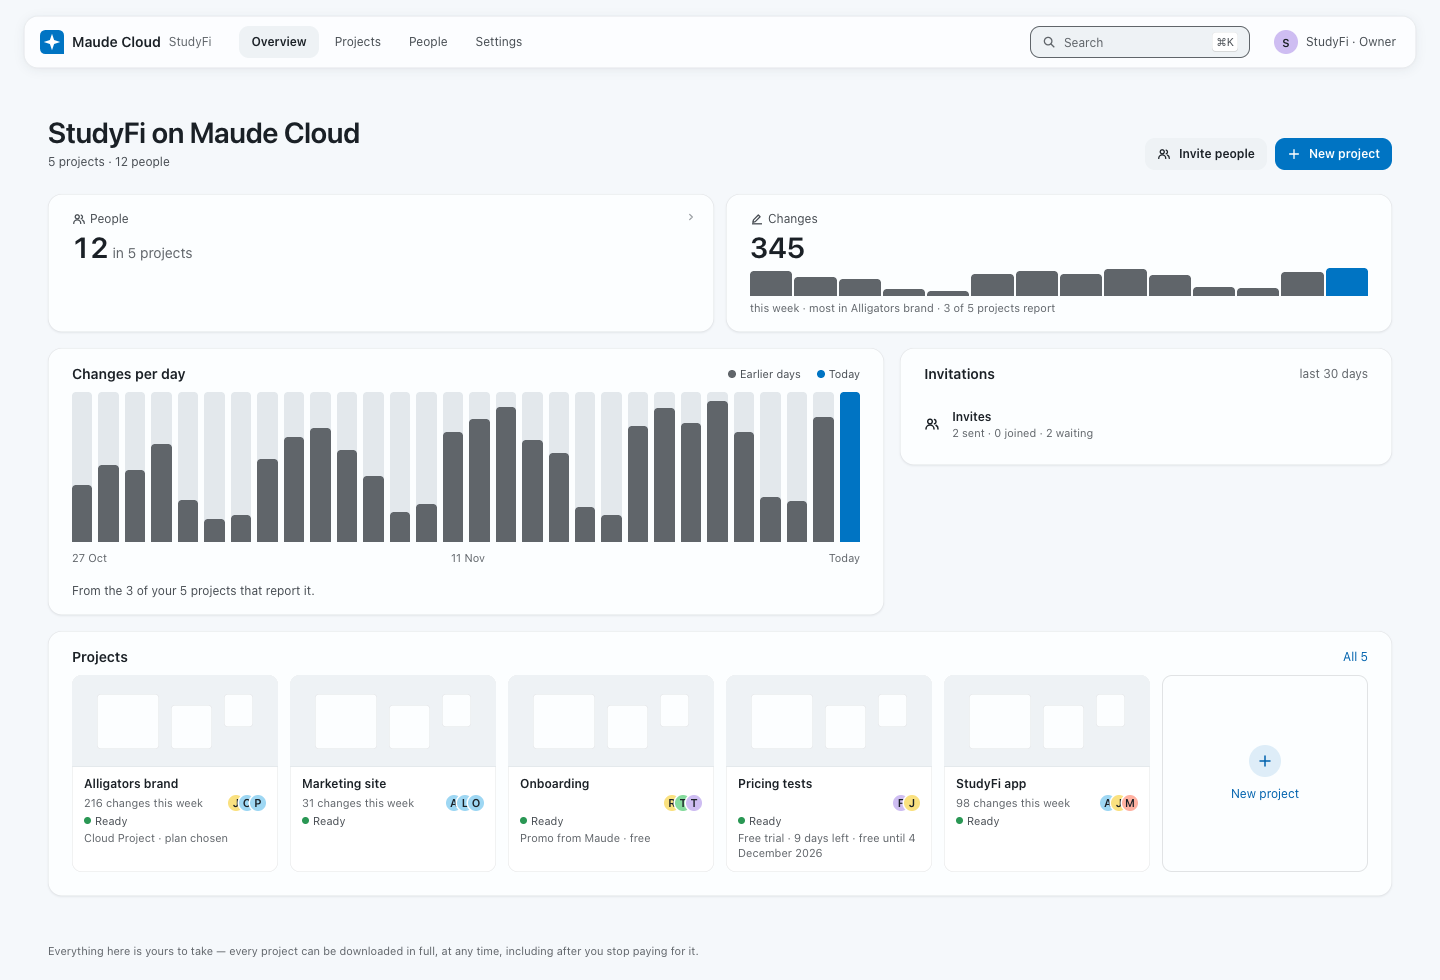 Maude Cloud StudyFi Overview Projects People Settings Search ⌘K S StudyFi · Owner
StudyFi on Maude Cloud
5 projects · 12 people
Invite people
New project
People
12 in 5 projects
Changes
345
this week · most in Alligators brand · 3 of 5 projects report
Changes per day
Earlier days Today
27 Oct 11 Nov Today
From the 3 of your 5 projects that report it.
Invitations last 30 days
Invites
2 sent · 0 joined · 2 waiting
Projects All 5
Alligators brand
216 changes this week J C P
Ready
Cloud Project · plan chosen
Marketing site
31 changes this week A L O
Ready
Onboarding
R T T
Ready
Promo from Maude · free
Pricing tests
F J
Ready
Free trial · 9 days left · free until 4
December 2026
StudyFi app
98 changes this week A J M
Ready
New project
Everything here is yours to take — every project can be downloaded in full, at any time, including after you stop paying for it.